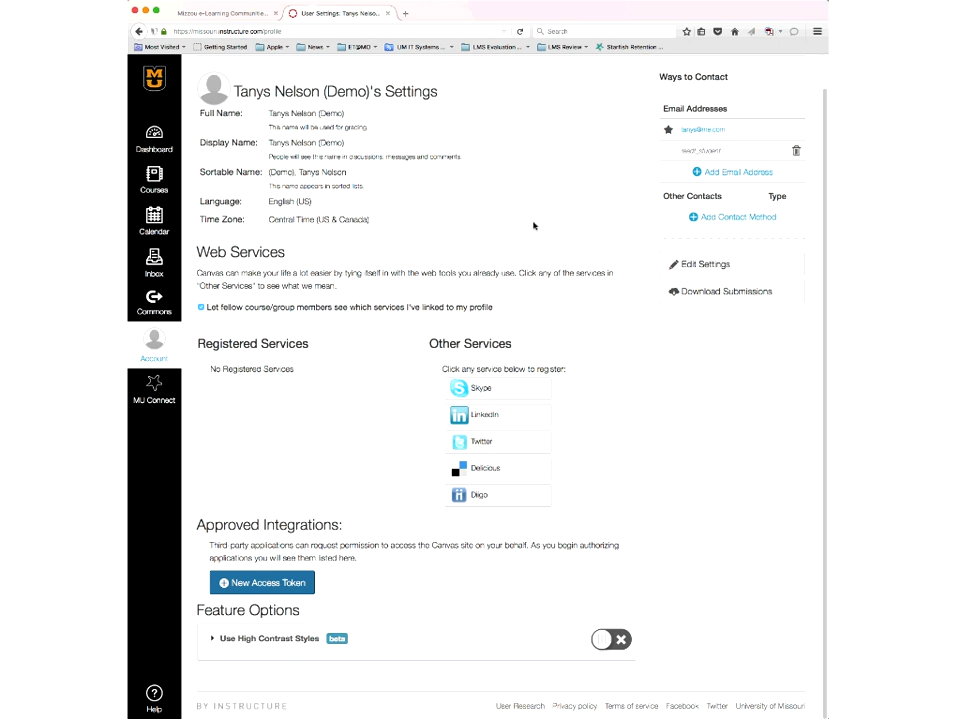 Mizzou e-Learning Communitie...
User Settings: Tanys Nelso...
https://missouri.instructure.com/profile
Search
Most Visited
Getting Started
Apple
News
ET@MO
UM IT Systems ...
LMS Evaluation ...
LMS Review
Starfish Retention ...
Dashboard
Courses
Calendar
Inbox
Commons
Account
MU Connect
Help
Tanys Nelson (Demo)'s Settings
Full Name: Tanys Nelson (Demo)
This name will be used for grading.
Display Name: Tanys Nelson (Demo)
People will see this name in discussions, messages and comments.
Sortable Name: (Demo), Tanys Nelson
This name appears in sorted lists.
Language: English (US)
Time Zone: Central Time (US & Canada)
Web Services
Canvas can make your life a lot easier by tying itself in with the web tools you already use. Click any of the services in
"Other Services" to see what we mean.
Let fellow course/group members see which services I've linked to my profile
Registered Services
No Registered Services
Other Services
Click any service below to register:
Skype
LinkedIn
Twitter
Delicious
Diigo
Approved Integrations:
Third-party applications can request permission to access the Canvas site on your behalf. As you begin authorizing
applications you will see them listed here.
New Access Token
Feature Options
Use High Contrast Styles beta
Ways to Contact
Email Addresses
tanys@me.com
Add Email Address
Other Contacts Type
Add Contact Method
Edit Settings
Download Submissions
BY INSTRUCTURE
User Research Privacy policy Terms of service Facebook Twitter University of Missouri